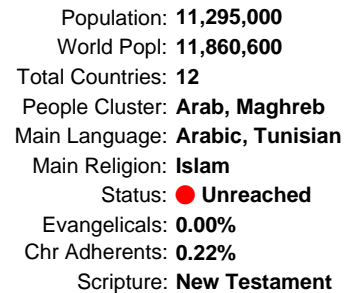 Population: 11,295,000
World Popl: 11,860,600
Total Countries: 12
People Cluster: Arab, Maghreb
Main Language: Arabic, Tunisian
Main Religion: Islam
Status: Unreached
Evangelicals: 0.00%
Chr Adherents: 0.22%
Scripture: New Testament